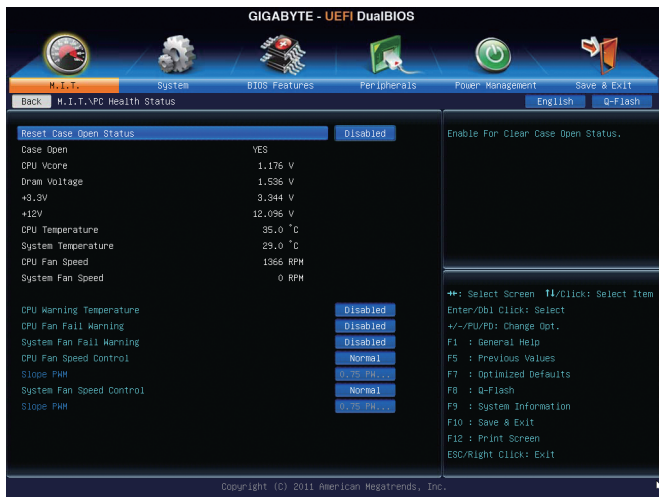 GIGABYTE - UEFI DualBIOS
M.I.T. System BIOS Features Peripherals Power Management Save & Exit
Back M.I.T.\PC Health Status English Q-Flash
Reset Case Open Status Disabled Enable For Clear Case Open Status.
Case Open YES
CPU Vcore 1.176 V
Dram Voltage 1.536 V
+3.3V 3.344 V
+12V 12.096 V
CPU Temperature 35.0 °C
System Temperature 29.0 °C
CPU Fan Speed 1366 RPM
System Fan Speed 0 RPM
CPU Warning Temperature Disabled
CPU Fan Fail Warning Disabled
System Fan Fail Warning Disabled
CPU Fan Speed Control Normal
Slope PWM 0.75 PW...
System Fan Speed Control Normal
Slope PWM 0.75 PW...
→←: Select Screen ↑↓/Click: Select Item
Enter/Dbl Click: Select
+/-/PU/PD: Change Opt.
F1 : General Help
F5 : Previous Values
F7 : Optimized Defaults
F8 : Q-Flash
F9 : System Information
F10 : Save & Exit
F12 : Print Screen
ESC/Right Click: Exit
Copyright (C) 2011 American Megatrends, Inc.